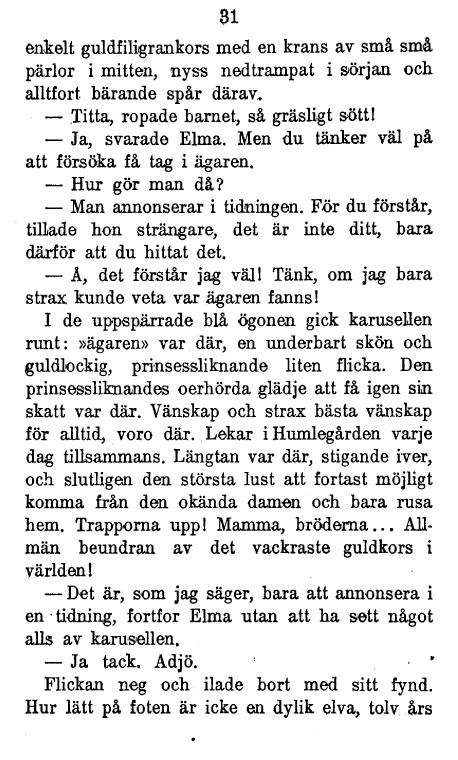 31
enkelt guldfiligrankors med en krans av små små
pärlor i mitten, nyss nedtrampat i sörjan och
alltfort bärande spår därav.
— Titta, ropade barnet, så gräsligt sött!
— Ja, svarade Elma. Men du tänker väl på
att försöka få tag i ägaren.
— Hur gör man då?
— Man annonserar i tidningen. För du förstår,
tillade hon strängare, det är inte ditt, bara
därför att du hittat det.
— Å, det förstår jag väl! Tänk, om jag bara
strax kunde veta var ägaren fanns!
I de uppspärrade blå ögonen gick karusellen
runt: »ägaren» var där, en underbart skön och
guldlockig, prinsessliknande liten flicka. Den
prinsessliknandes oerhörda glädje att få igen sin
skatt var där. Vänskap och strax bästa vänskap
för alltid, voro där. Lekar i Humlegården varje
dag tillsammans. Längtan var där, stigande iver,
och slutligen den största lust att fortast möjligt
komma från den okända damen och bara rusa
hem. Trapporna upp! Mamma, bröderna... All-
män beundran av det vackraste guldkors i
världen!
— Det är, som jag säger, bara att annonsera i
en tidning, fortfor Elma utan att ha sett något
alls av karusellen.
— Ja tack. Adjö.
Flickan neg och ilade bort med sitt fynd.
Hur lätt på foten är icke en dylik elva, tolv års